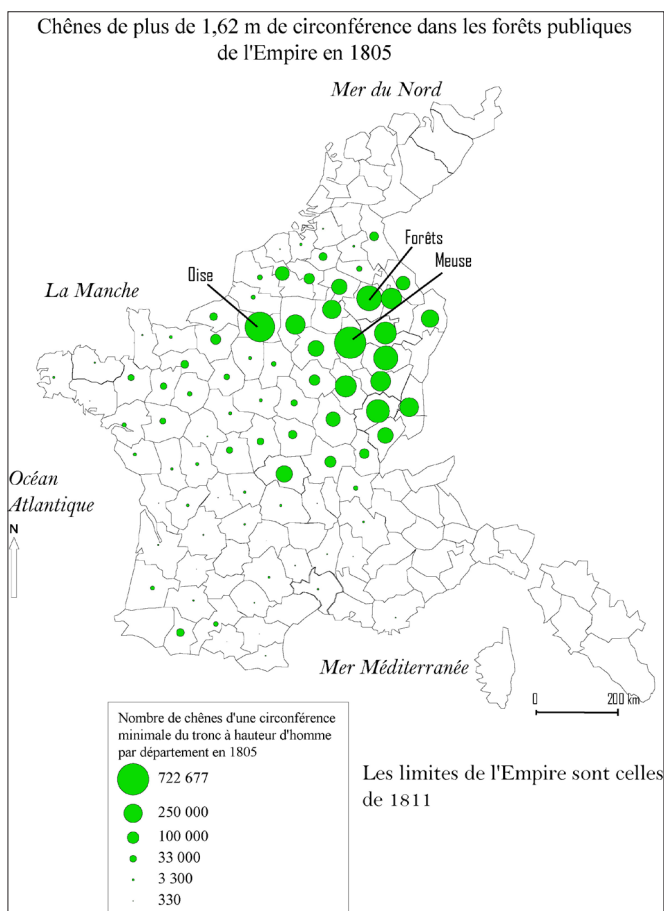 Chênes de plus de 1,62 m de circonférence dans les forêts publiques
de l'Empire en 1805
Mer du Nord
Forêts
Meuse
Oise
La Manche
Océan
Atlantique
N
Mer Méditerranée
0 200 km
Nombre de chênes d'une circonférence
minimale du tronc à hauteur d'homme
par département en 1805
722 677
250 000
100 000
33 000
3 300
330
Les limites de l'Empire sont celles
de 1811